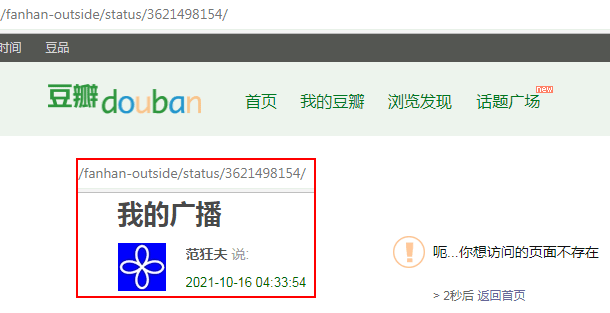 /fanhan-outside/status/3621498154/
时间 豆品
豆瓣douban 首页 我的豆瓣 浏览发现 话题广场 new
/fanhan-outside/status/3621498154/
我的广播
范狂夫 说:
2021-10-16 04:33:54
呃...你想访问的页面不存在
> 2秒后 返回首页